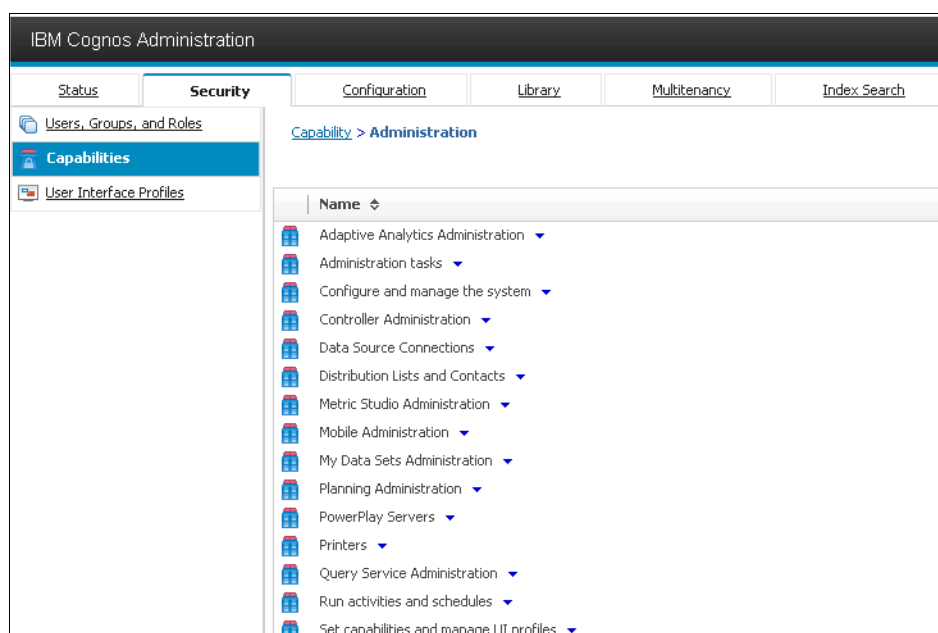 IBM Cognos Administration
Status Security Configuration Library Multitenancy Index Search
Users, Groups, and Roles
Capabilities
User Interface Profiles
Capability > Administration
Name
Adaptive Analytics Administration
Administration tasks
Configure and manage the system
Controller Administration
Data Source Connections
Distribution Lists and Contacts
Metric Studio Administration
Mobile Administration
My Data Sets Administration
Planning Administration
PowerPlay Servers
Printers
Query Service Administration
Run activities and schedules
Set capabilities and manage UI profiles